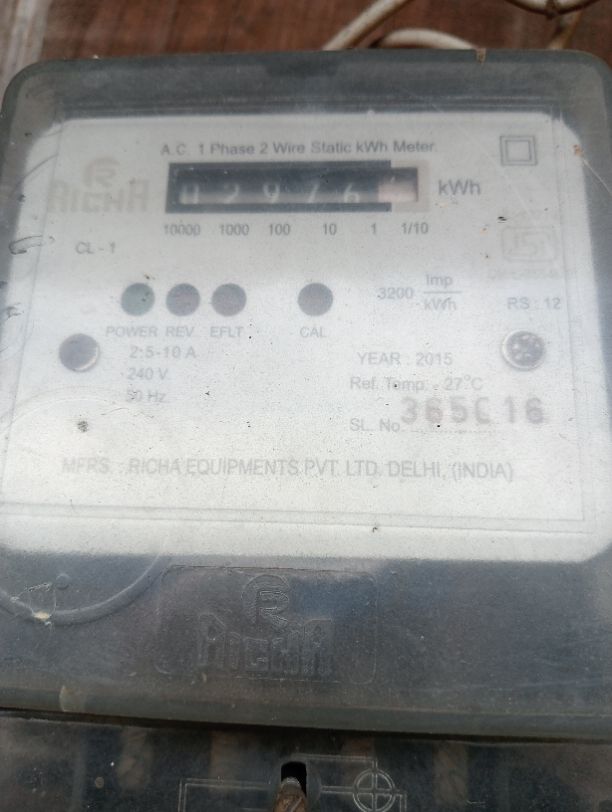 A.C. 1 Phase 2 Wire Static kWh Meter.
RICHA
02976 kWh
10000 1000 100 10 1 1/10
CL - 1
3200 Imp/kWh
RS : 12
POWER REV. EFLT CAL
2.5-10 A
240 V.
50 Hz.
YEAR : 2015
Ref. Temp. - 27°C
SL. No.
MFRS. : RICHA EQUIPMENTS PVT. LTD. DELHI, (INDIA)
R
RICHA